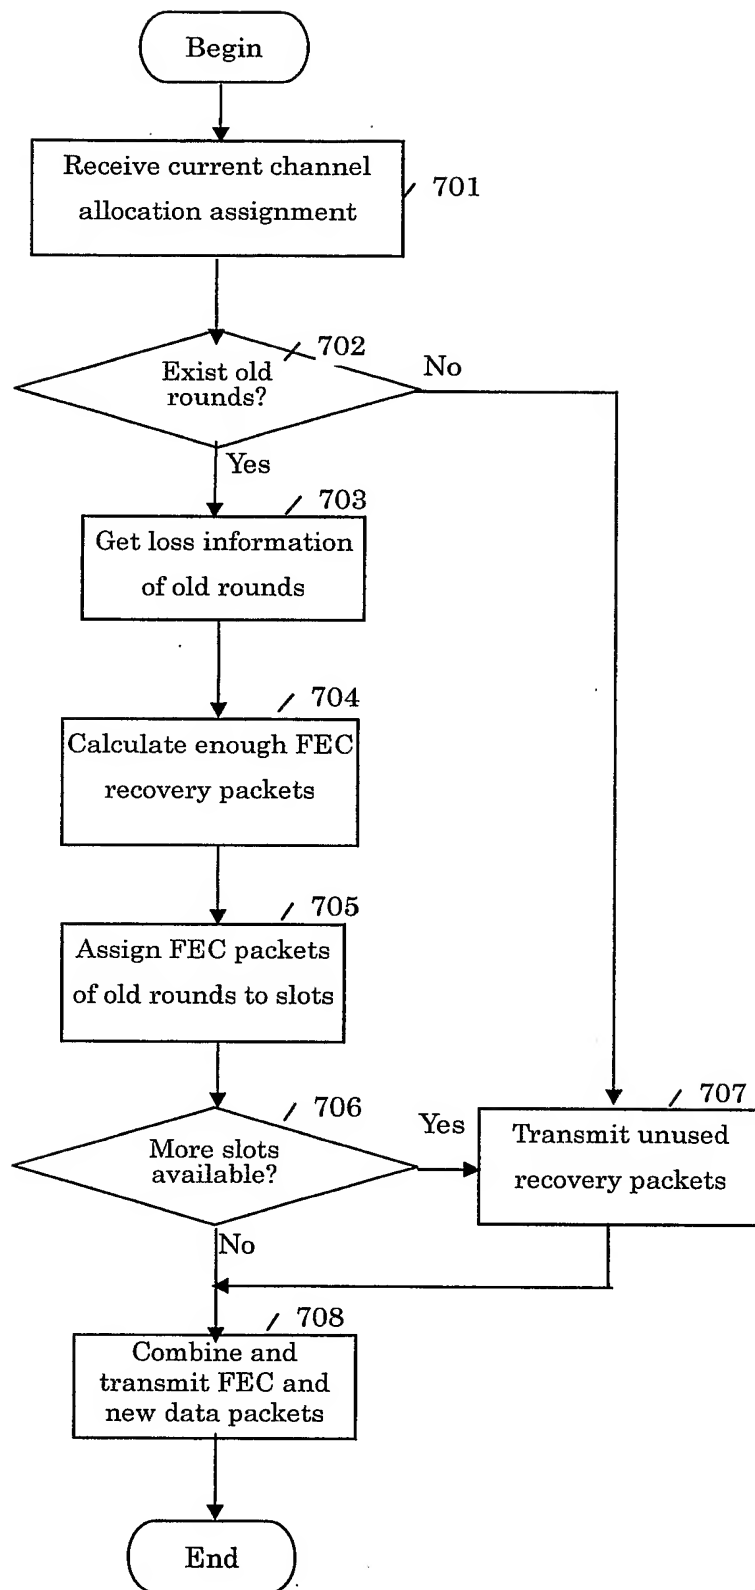 Begin
Receive current channel
allocation assignment
701
702
Exist old
rounds?
No
Yes
703
Get loss information
of old rounds
704
Calculate enough FEC
recovery packets
705
Assign FEC packets
of old rounds to slots
706
More slots
available?
Yes
707
Transmit unused
recovery packets
No
708
Combine and
transmit FEC and
new data packets
End